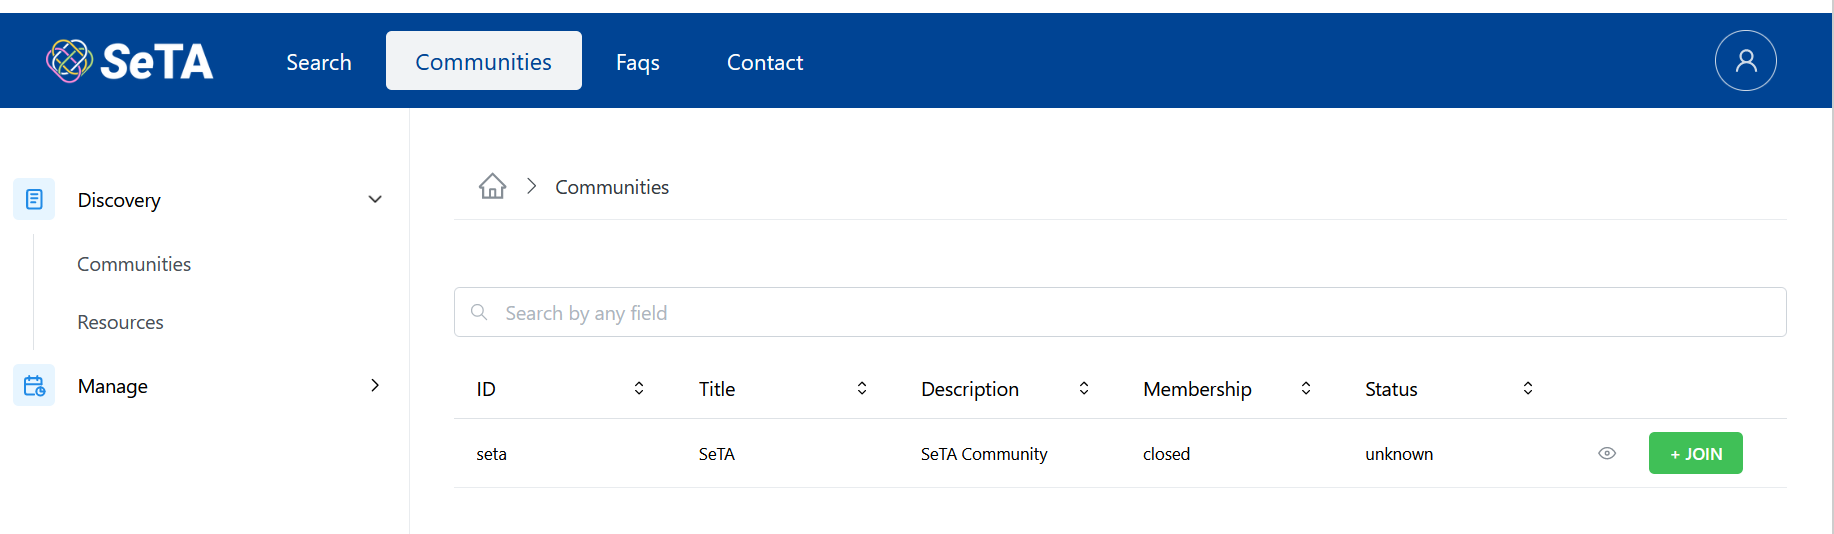 SeTA Search Communities Faqs Contact
Discovery
Communities
Resources
Manage
Communities
Search by any field
ID Title Description Membership Status
seta SeTA SeTA Community closed unknown + JOIN